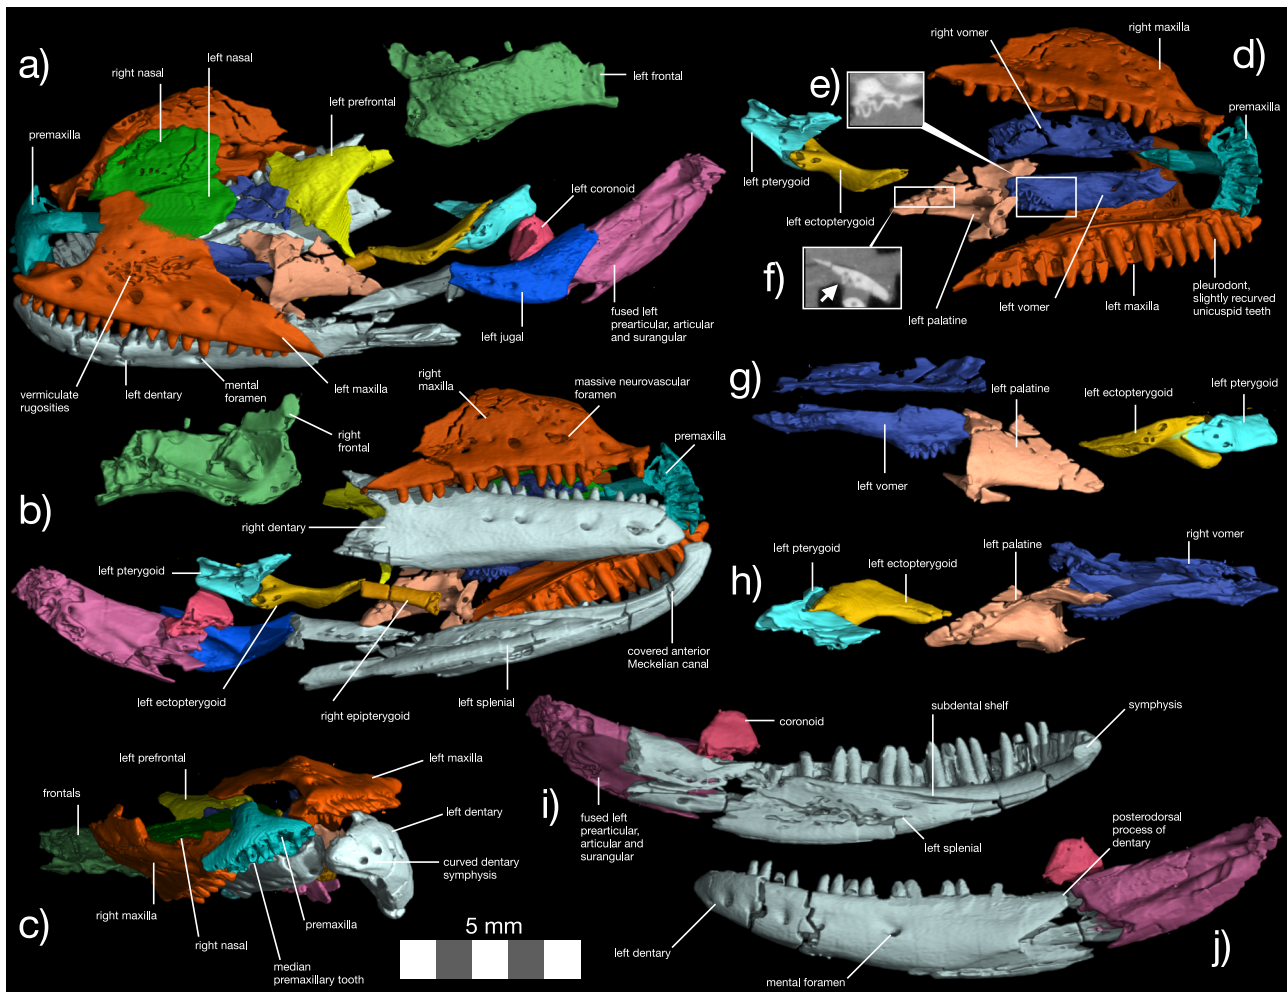 a)
right nasal
left nasal
premaxilla
left prefrontal
left frontal
left coronoid
fused left
prearticular, articular
and surangular
left jugal
left maxilla
mental
foramen
left dentary
vermiculate
rugosities
b)
right
frontal
right
maxilla
massive neurovascular
foramen
premaxilla
right dentary
left pterygoid
left ectopterygoid
right epipterygoid
left splenial
covered anterior
Meckelian canal
c)
left prefrontal
left maxilla
frontals
left dentary
curved dentary
symphysis
right maxilla
right nasal
premaxilla
median
premaxillary tooth
5 mm
d)
right vomer
right maxilla
premaxilla
e)
left pterygoid
left ectopterygoid
f)
left palatine
left vomer
left maxilla
pleurodont,
slightly recurved
unicuspid teeth
g)
left palatine
left ectopterygoid
left pterygoid
left vomer
h)
left pterygoid
left ectopterygoid
left palatine
right vomer
i)
coronoid
subdental shelf
symphysis
fused left
prearticular,
articular and
surangular
left splenial
j)
posterodorsal
process of
dentary
left dentary
mental foramen